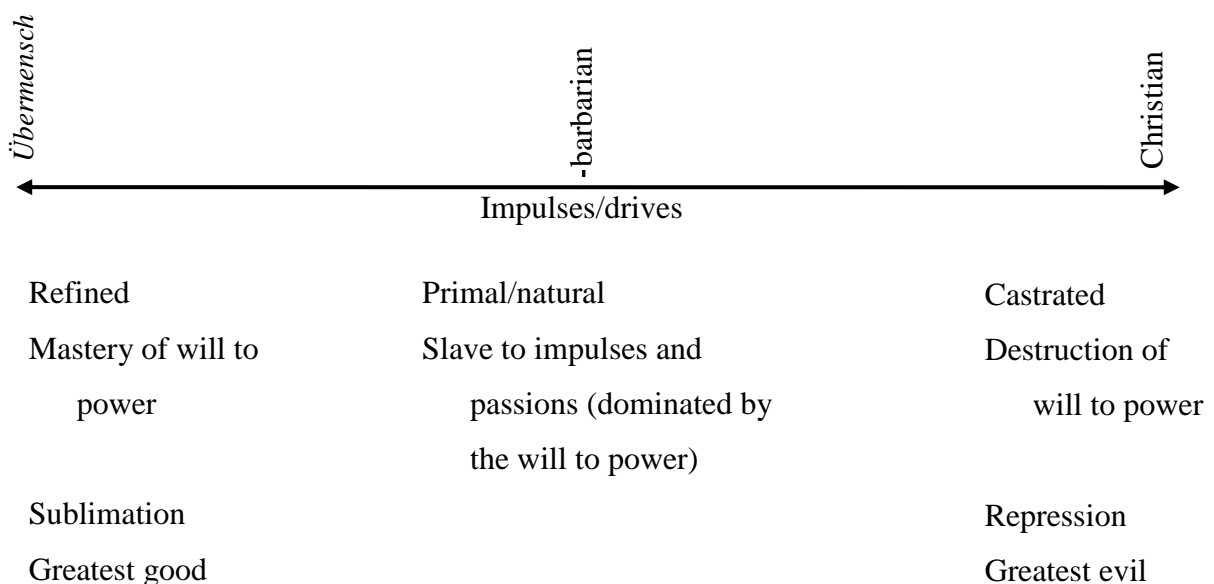 Übermensch
-barbarian
Christian
Impulses/drives
Refined
Mastery of will to
power
Sublimation
Greatest good
Primal/natural
Slave to impulses and
passions (dominated by
the will to power)
Castrated
Destruction of
will to power
Repression
Greatest evil